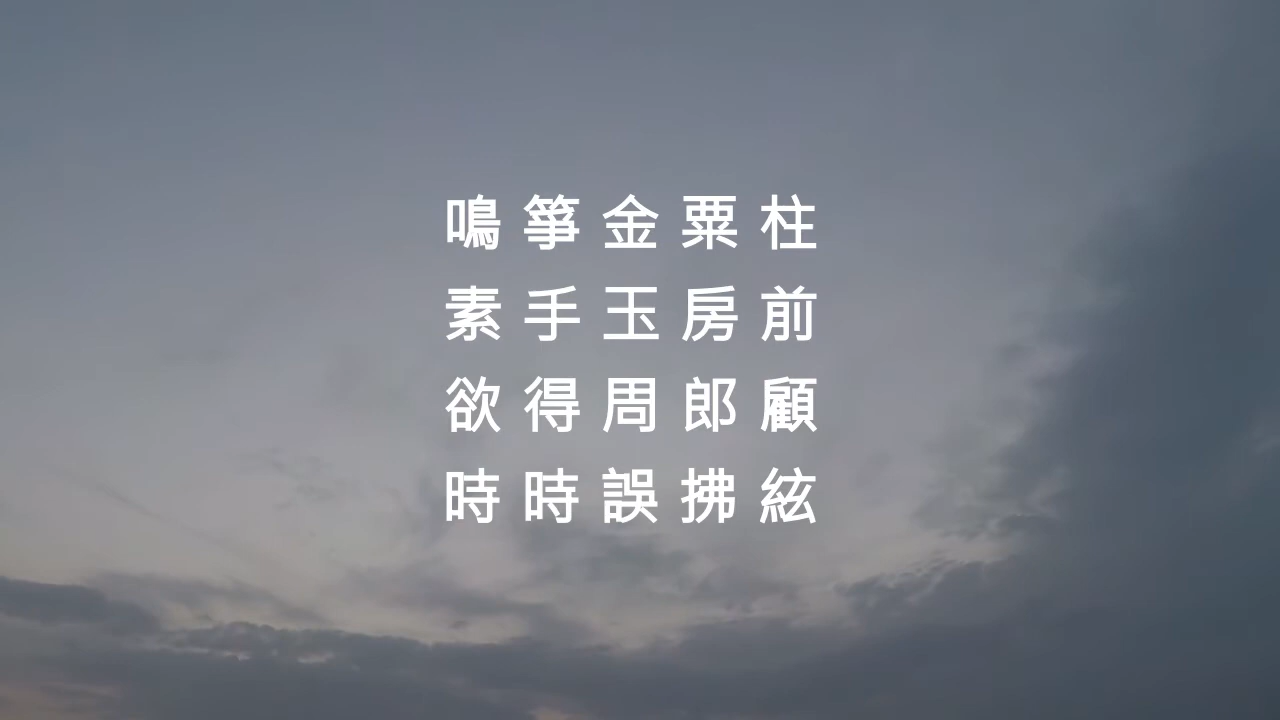 鳴箏金粟柱
素手玉房前
欲得周郎顧
時時誤拂絃